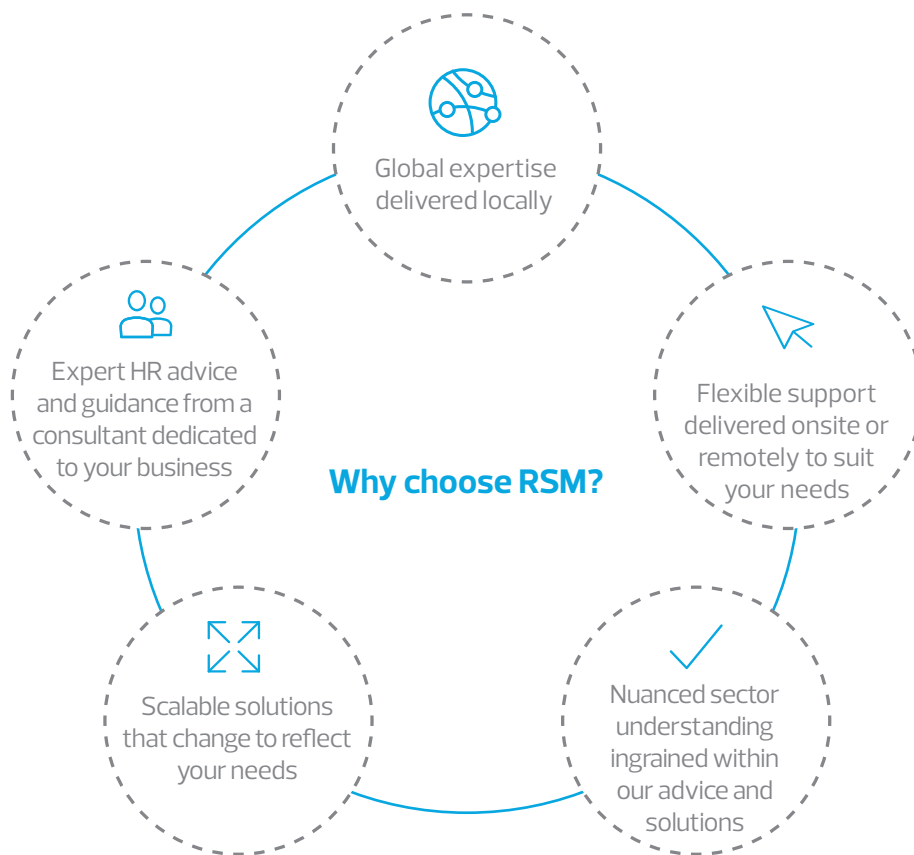 Global expertise
delivered locally
Expert HR advice
and guidance from a
consultant dedicated
to your business
Flexible support
delivered onsite or
remotely to suit
your needs
Why choose RSM?
Scalable solutions
that change to reflect
your needs
Nuanced sector
understanding
ingrained within
our advice and
solutions